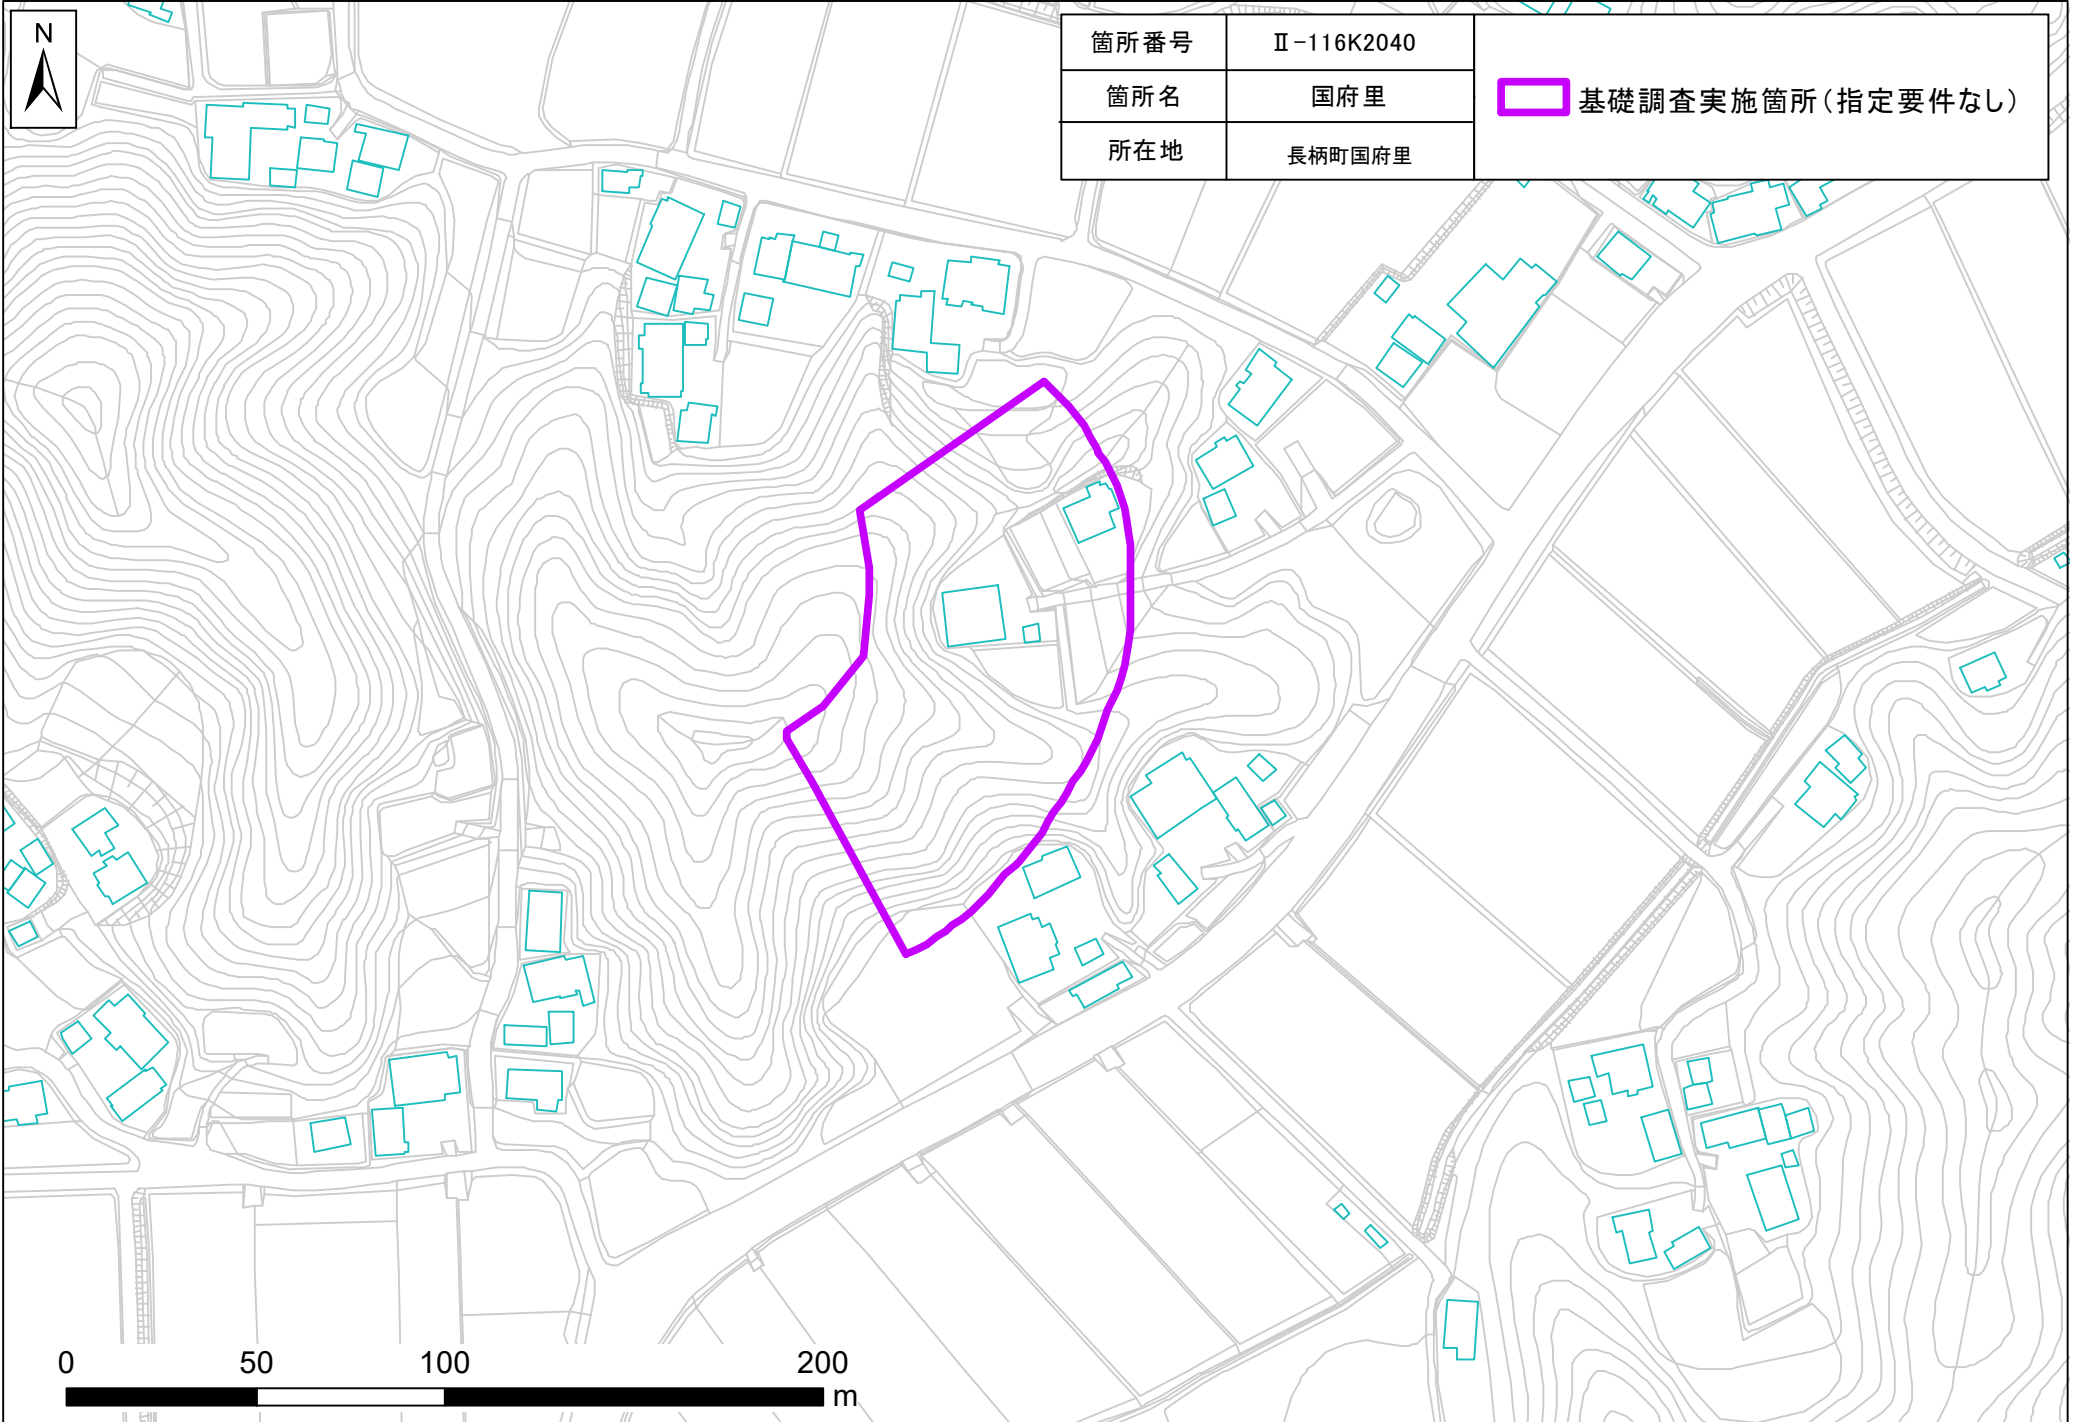 N
箇所番号 Ⅱ-116K2040
箇所名 国府里
所在地 長柄町国府里
基礎調査実施箇所(指定要件なし)
0 50 100 200
m